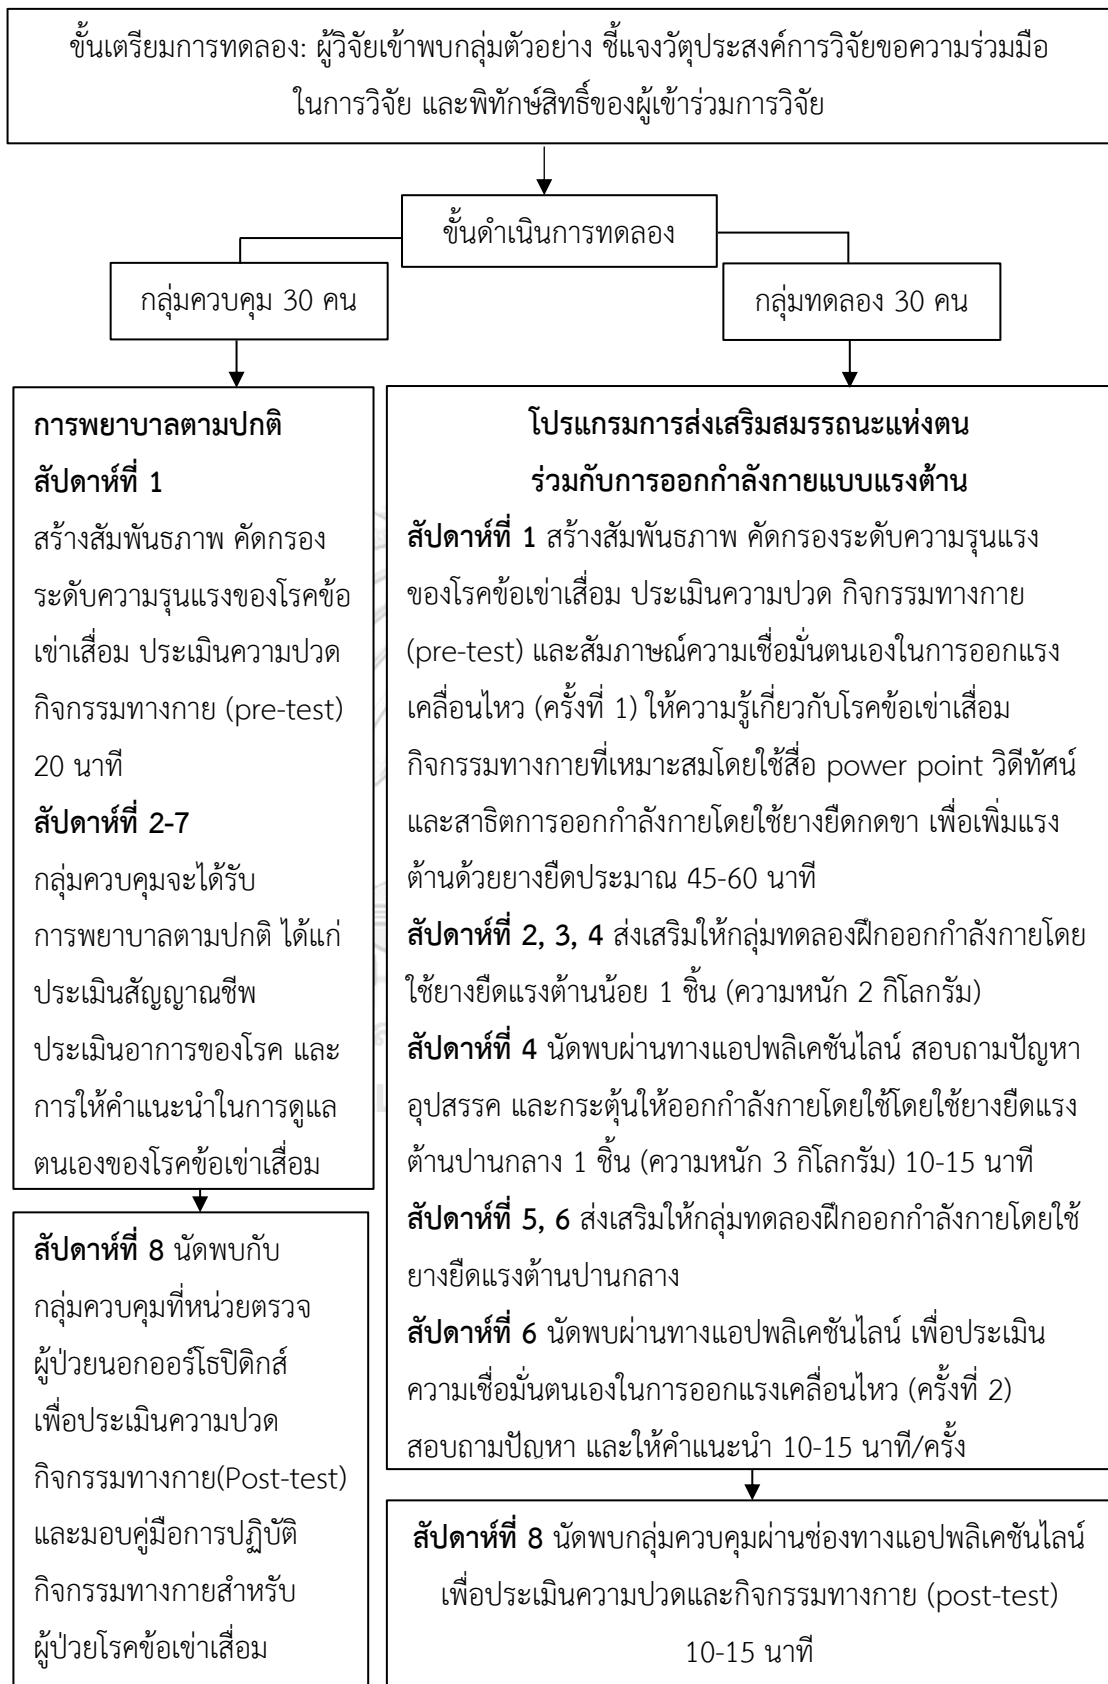 ขั้นเตรียมการทดลอง: ผู้วิจัยเข้าพบกลุ่มตัวอย่าง ชี้แจงวัตุประสงค์การวิจัยขอความร่วมมือ
ในการวิจัย และพิทักษ์สิทธิ์ของผู้เข้าร่วมการวิจัย
ขั้นดำเนินการทดลอง
กลุ่มควบคุม 30 คน
กลุ่มทดลอง 30 คน
การพยาบาลตามปกติ
สัปดาห์ที่ 1
สร้างสัมพันธภาพ คัดกรอง
ระดับความรุนแรงของโรคข้อ
เข่าเสื่อม ประเมินความปวด
กิจกรรมทางกาย (pre-test)
20 นาที
สัปดาห์ที่ 2-7
กลุ่มควบคุมจะได้รับ
การพยาบาลตามปกติ ได้แก่
ประเมินสัญญาณชีพ
ประเมินอาการของโรค และ
การให้คำแนะนำในการดูแล
ตนเองของโรคข้อเข่าเสื่อม
สัปดาห์ที่ 8 นัดพบกับ
กลุ่มควบคุมที่หน่วยตรวจ
ผู้ป่วยนอกออร์โธปิดิกส์
เพื่อประเมินความปวด
กิจกรรมทางกาย(Post-test)
และมอบคู่มือการปฏิบัติ
กิจกรรมทางกายสำหรับ
ผู้ป่วยโรคข้อเข่าเสื่อม
โปรแกรมการส่งเสริมสมรรถนะแห่งตน
ร่วมกับการออกกำลังกายแบบแรงต้าน
สัปดาห์ที่ 1 สร้างสัมพันธภาพ คัดกรองระดับความรุนแรง
ของโรคข้อเข่าเสื่อม ประเมินความปวด กิจกรรมทางกาย
(pre-test) และสัมภาษณ์ความเชื่อมั่นตนเองในการออกแรง
เคลื่อนไหว (ครั้งที่ 1) ให้ความรู้เกี่ยวกับโรคข้อเข่าเสื่อม
กิจกรรมทางกายที่เหมาะสมโดยใช้สื่อ power point วิดีทัศน์
และสาธิตการออกกำลังกายโดยใช้ยางยืดกดขา เพื่อเพิ่มแรง
ต้านด้วยยางยืดประมาณ 45-60 นาที
สัปดาห์ที่ 2, 3, 4 ส่งเสริมให้กลุ่มทดลองฝึกออกกำลังกายโดย
ใช้ยางยืดแรงต้านน้อย 1 ชิ้น (ความหนัก 2 กิโลกรัม)
สัปดาห์ที่ 4 นัดพบผ่านทางแอปพลิเคชันไลน์ สอบถามปัญหา
อุปสรรค และกระตุ้นให้ออกกำลังกายโดยใช้โดยใช้ยางยืดแรง
ต้านปานกลาง 1 ชิ้น (ความหนัก 3 กิโลกรัม) 10-15 นาที
สัปดาห์ที่ 5, 6 ส่งเสริมให้กลุ่มทดลองฝึกออกกำลังกายโดยใช้
ยางยืดแรงต้านปานกลาง
สัปดาห์ที่ 6 นัดพบผ่านทางแอปพลิเคชันไลน์ เพื่อประเมิน
ความเชื่อมั่นตนเองในการออกแรงเคลื่อนไหว (ครั้งที่ 2)
สอบถามปัญหา และให้คำแนะนำ 10-15 นาที/ครั้ง
สัปดาห์ที่ 8 นัดพบกลุ่มควบคุมผ่านช่องทางแอปพลิเคชันไลน์
เพื่อประเมินความปวดและกิจกรรมทางกาย (post-test)
10-15 นาที